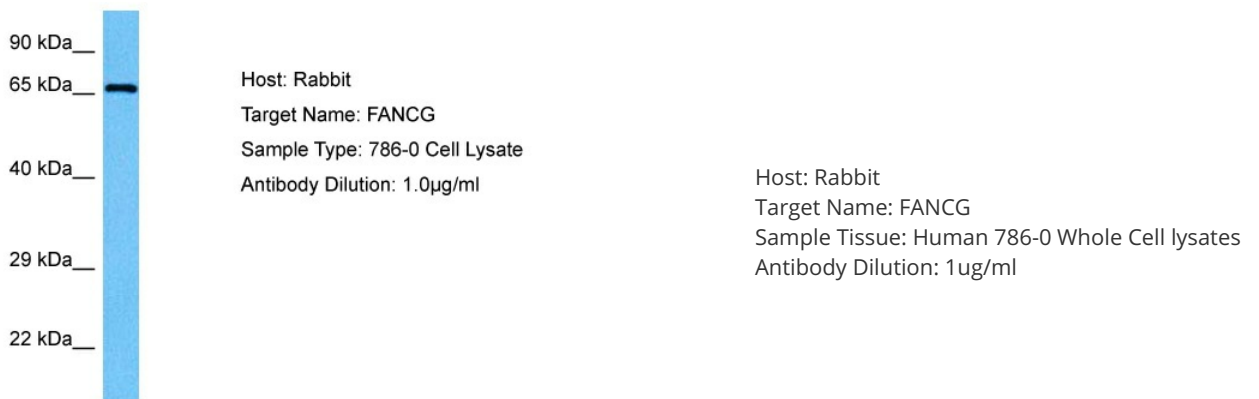 90 kDa__
65 kDa__
40 kDa__
29 kDa__
22 kDa__
Host: Rabbit
Target Name: FANCG
Sample Type: 786-0 Cell Lysate
Antibody Dilution: 1.0µg/ml
Host: Rabbit
Target Name: FANCG
Sample Tissue: Human 786-0 Whole Cell lysates
Antibody Dilution: 1ug/ml